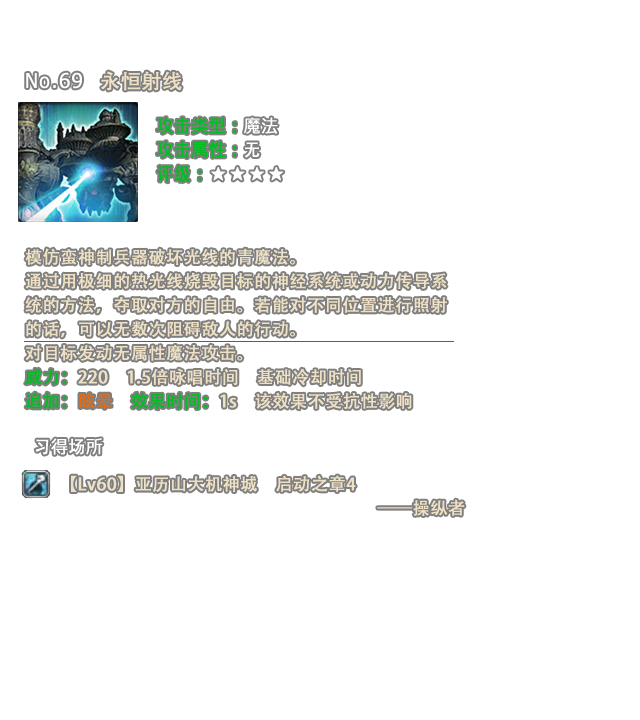 No.69 永恒射线
攻击类型：魔法
攻击属性：无
评级：☆☆☆☆
模仿蛮神制兵器破坏光线的青魔法。
通过用极细的热光线烧毁目标的神经系统或动力传导系
统的方法，夺取对方的自由。若能对不同位置进行照射
的话，可以无数次阻碍敌人的行动。
对目标发动无属性魔法攻击。
威力：220 1.5倍咏唱时间 基础冷却时间
追加：眩晕 效果时间：1s 该效果不受抗性影响
习得场所
【Lv60】亚历山大机神城 启动之章4
——操纵者